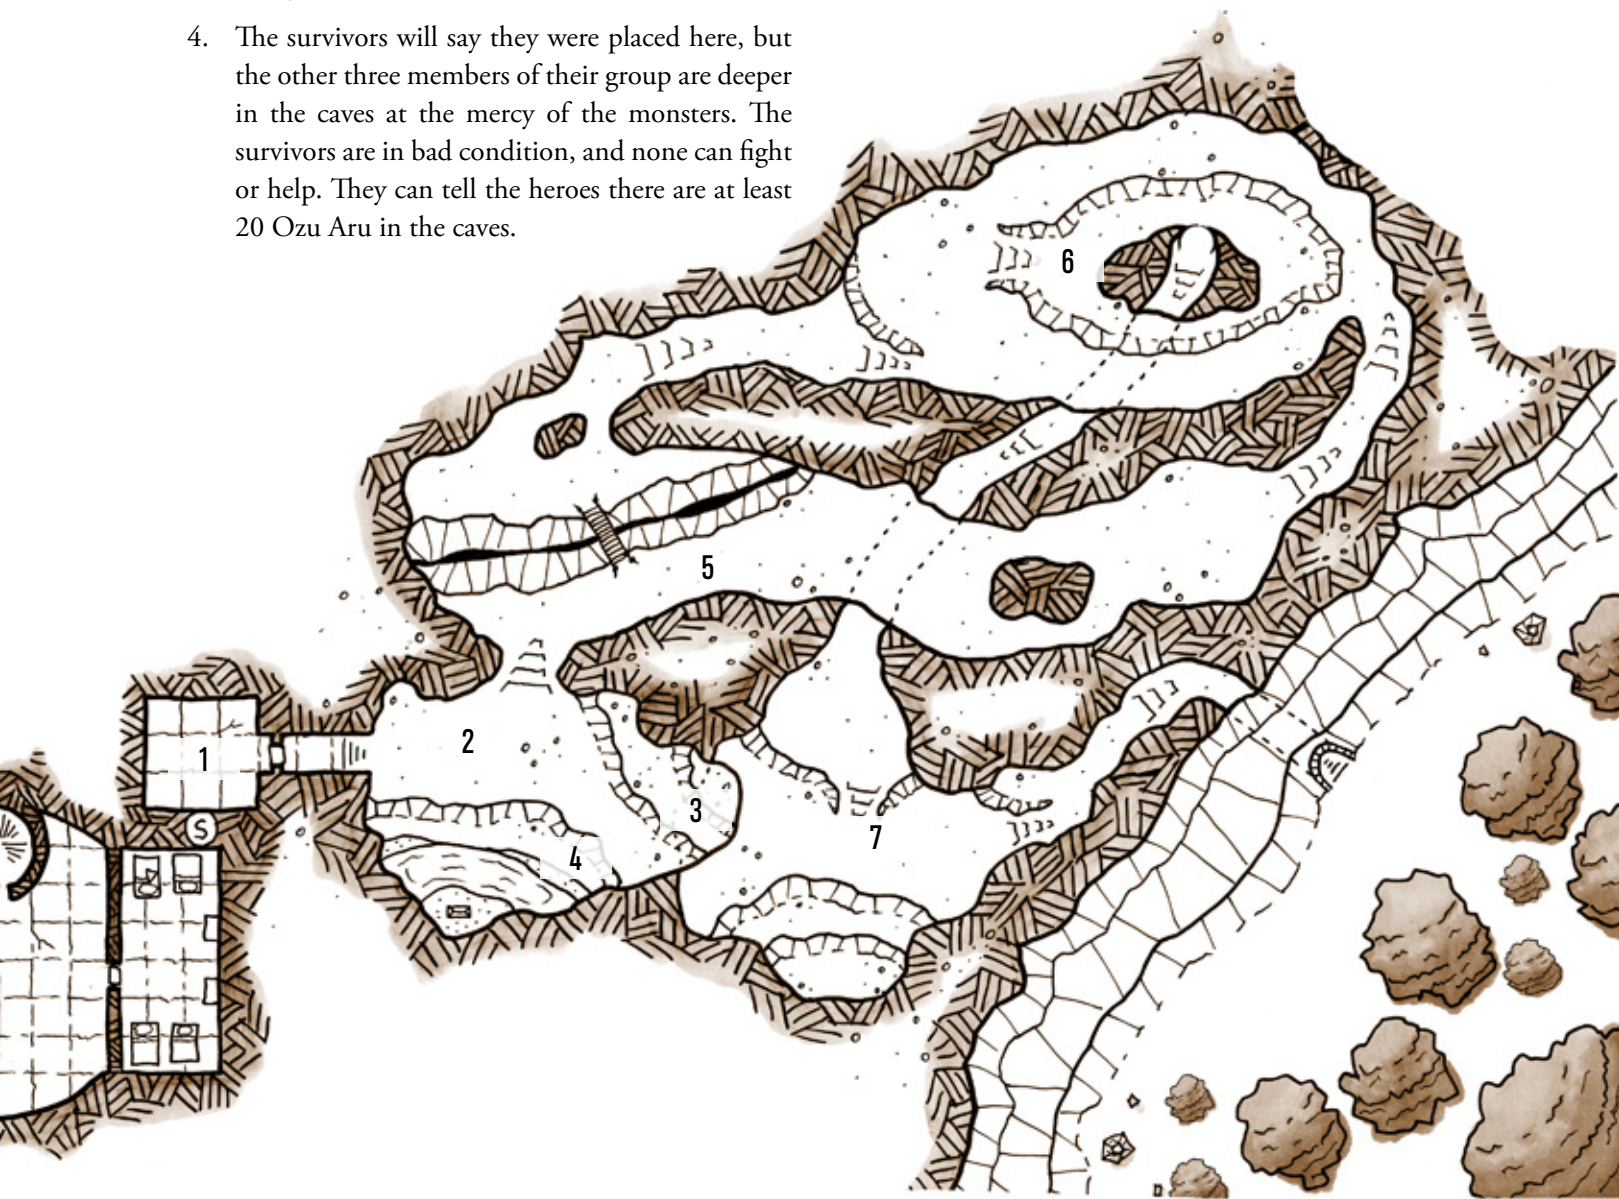 4. The survivors will say they were placed here, but
the other three members of their group are deeper
in the caves at the mercy of the monsters. The
survivors are in bad condition, and none can fight
or help. They can tell the heroes there are at least
20 Ozu Aru in the caves.
6
5
2
1
3
S
7
4